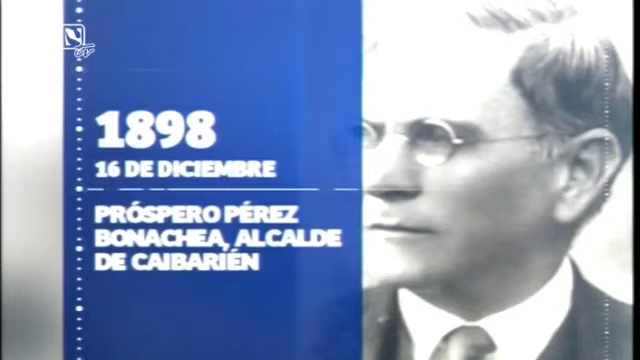 1898
16 DE DICIEMBRE
PRÓSPERO PÉREZ
BONACHEA, ALCALDE
DE CAIBARIÉN